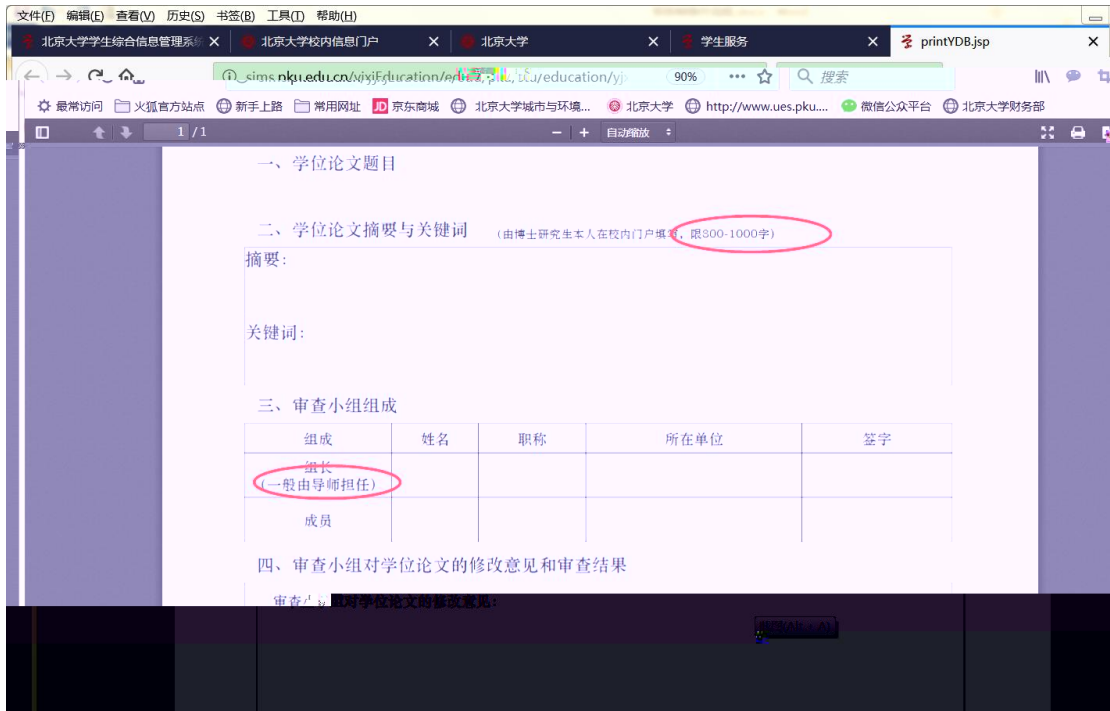 文件(F) 编辑(E) 查看(V) 历史(S) 书签(B) 工具(T) 帮助(H)
北京大学学生综合信息管理系统 北京大学校内信息门户 北京大学 学生服务 printYDB.jsp
90% 搜索
最常访问 火狐官方站点 新手上路 常用网址 JD 京东商城 北京大学城市与环境... 北京大学 http://www.ues.pku.... 微信公众平台 北京大学财务部
1 / 1 自动缩放
一、学位论文题目
二、学位论文摘要与关键词 (由博士研究生本人在校内门户填写，限800-1000字)
摘要：
关键词：
三、审查小组组成
组成 姓名 职称 所在单位 签字
组长
(一般由导师担任)
成员
四、审查小组对学位论文的修改意见和审查结果
审查小组对学位论文的修改意见：